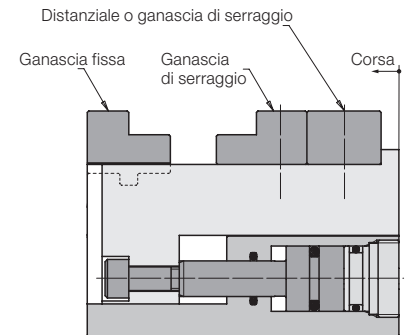 Distanziale o ganascia di serraggio
Ganascia fissa
Ganascia
di serraggio
Corsa